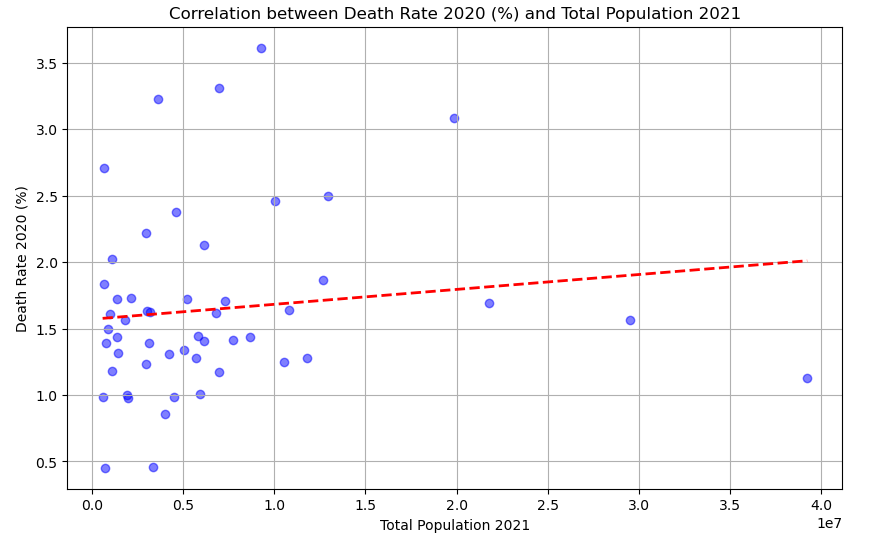 Correlation between Death Rate 2020 (%) and Total Population 2021
Death Rate 2020 (%)
3.5
3.0
2.5
2.0
1.5
1.0
0.5
0.0 0.5 1.0 1.5 2.0 2.5 3.0 3.5 4.0
1e7
Total Population 2021